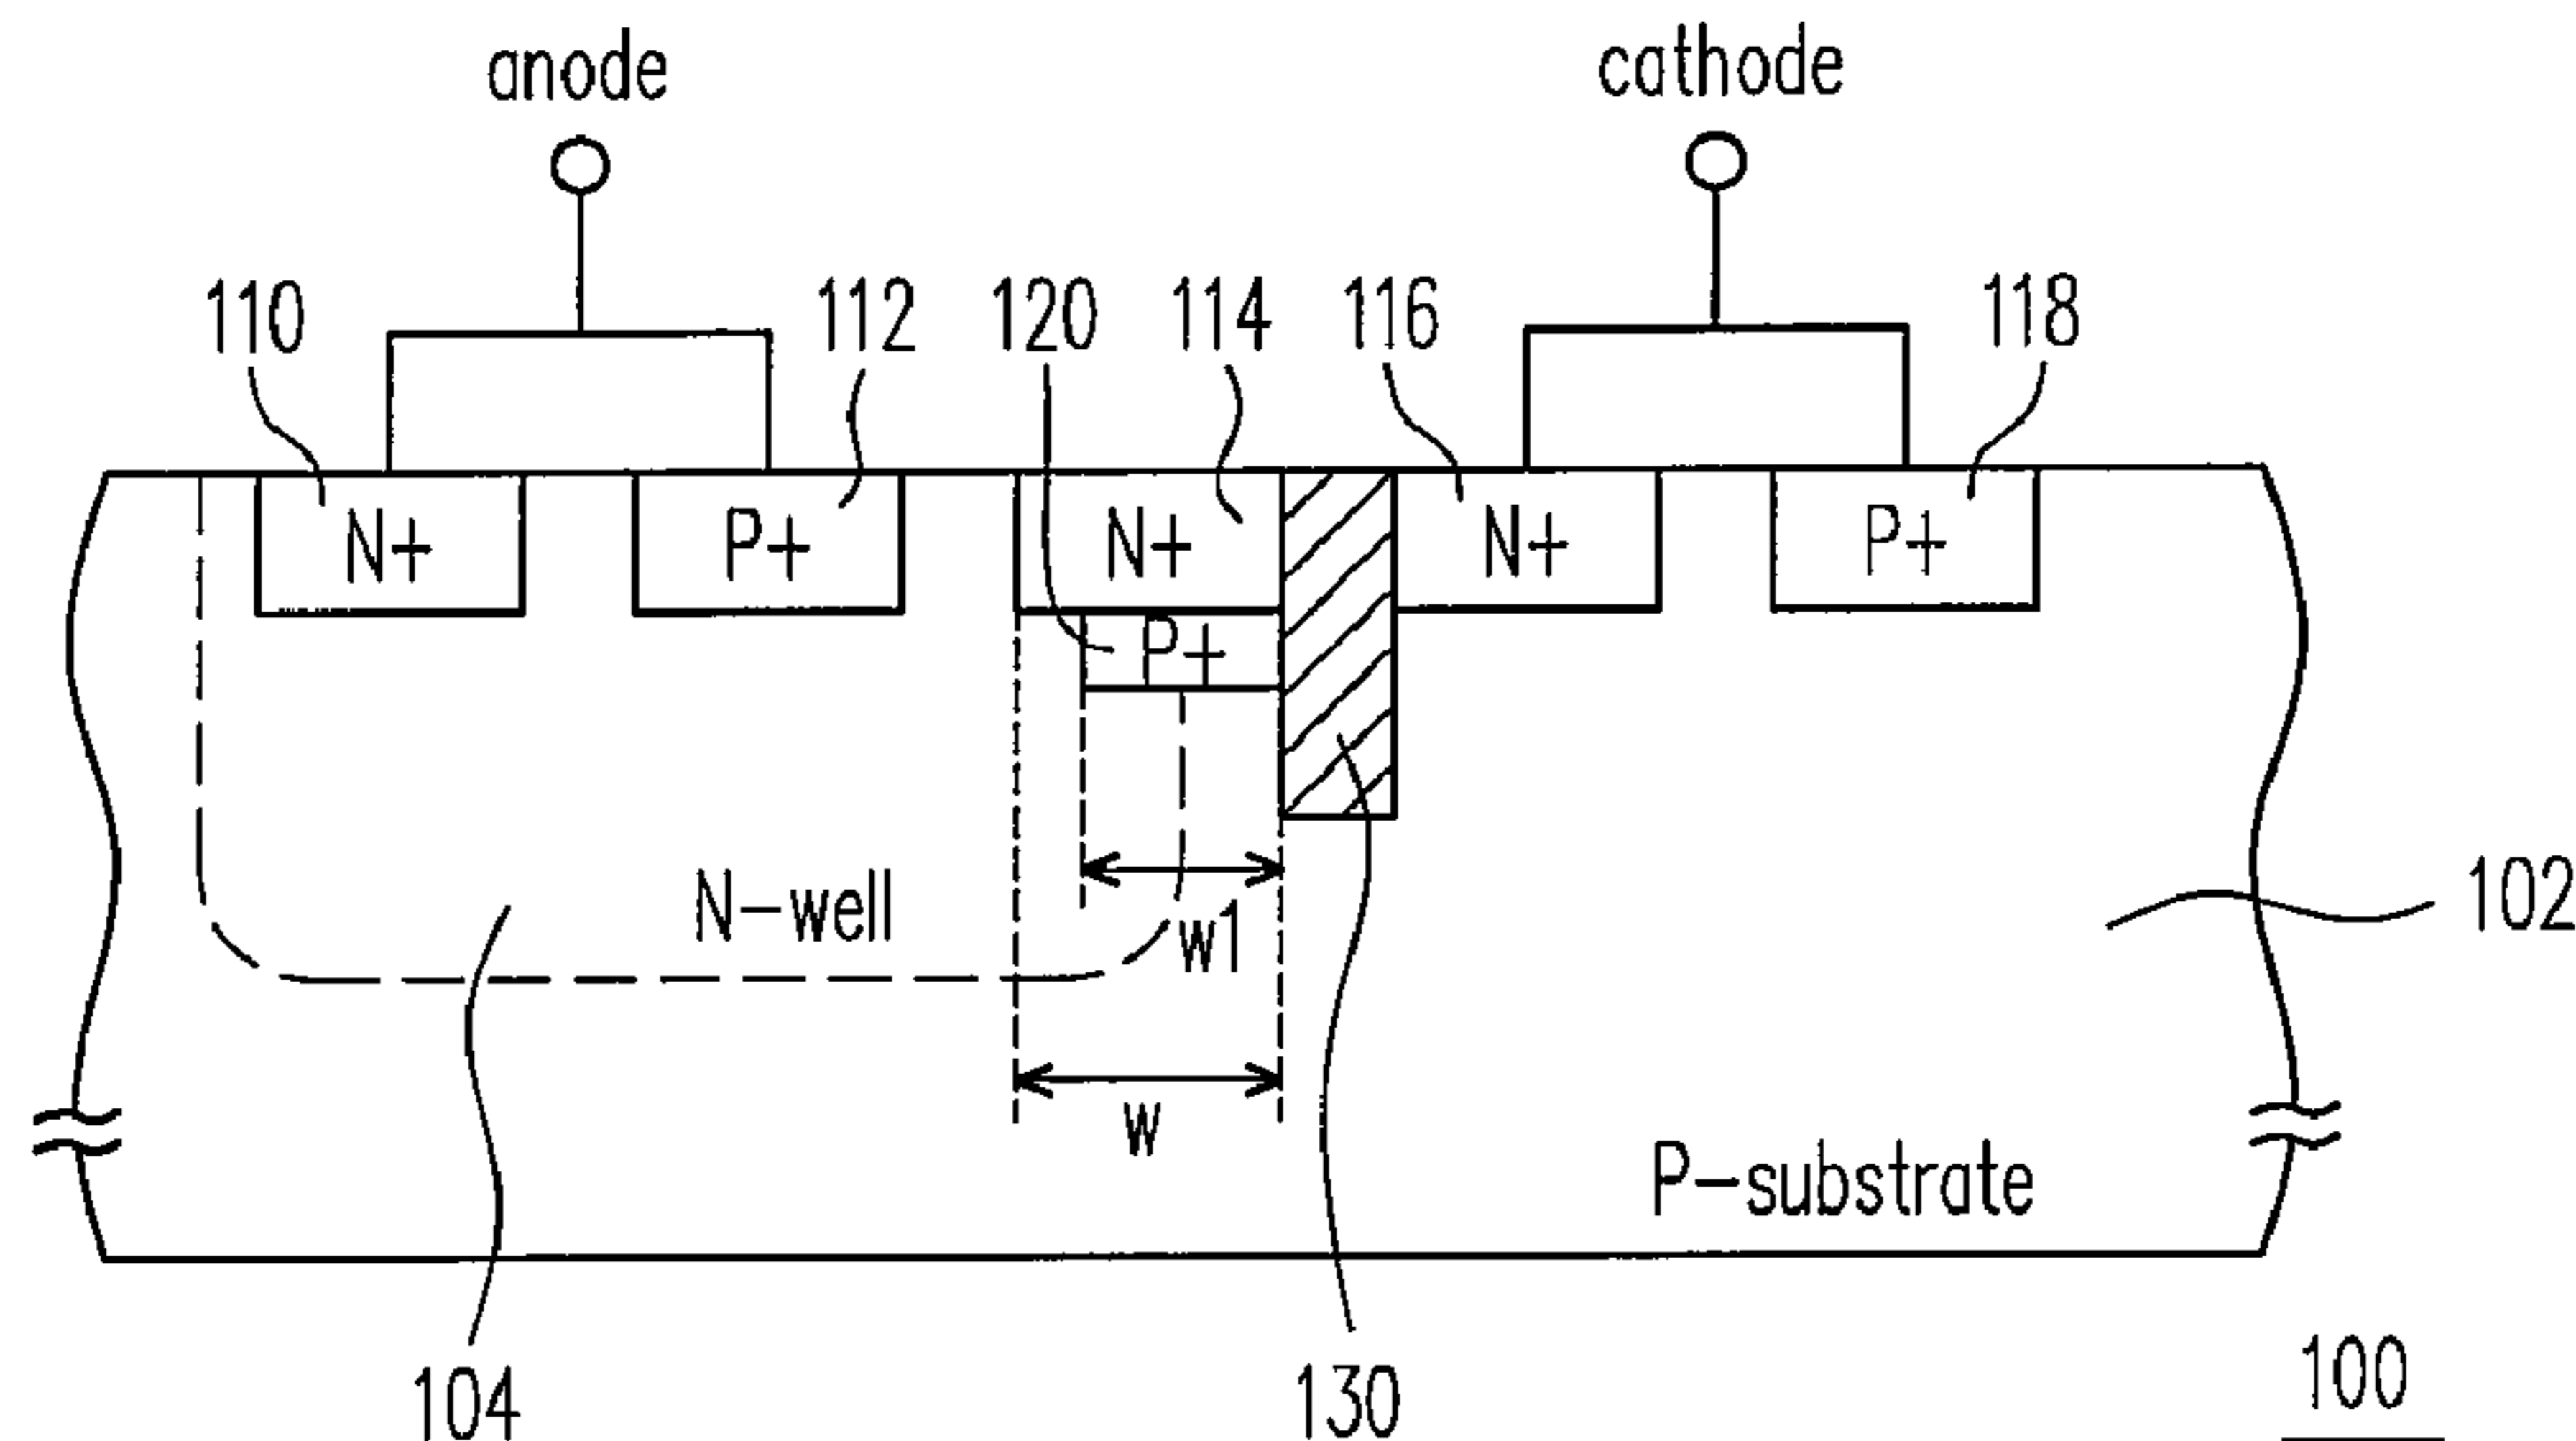 anode cathode
110 112 120 114 116 118
N+ P+ N+ N+ P+
P+
N-well w1 102
w
P-substrate
104 130 100